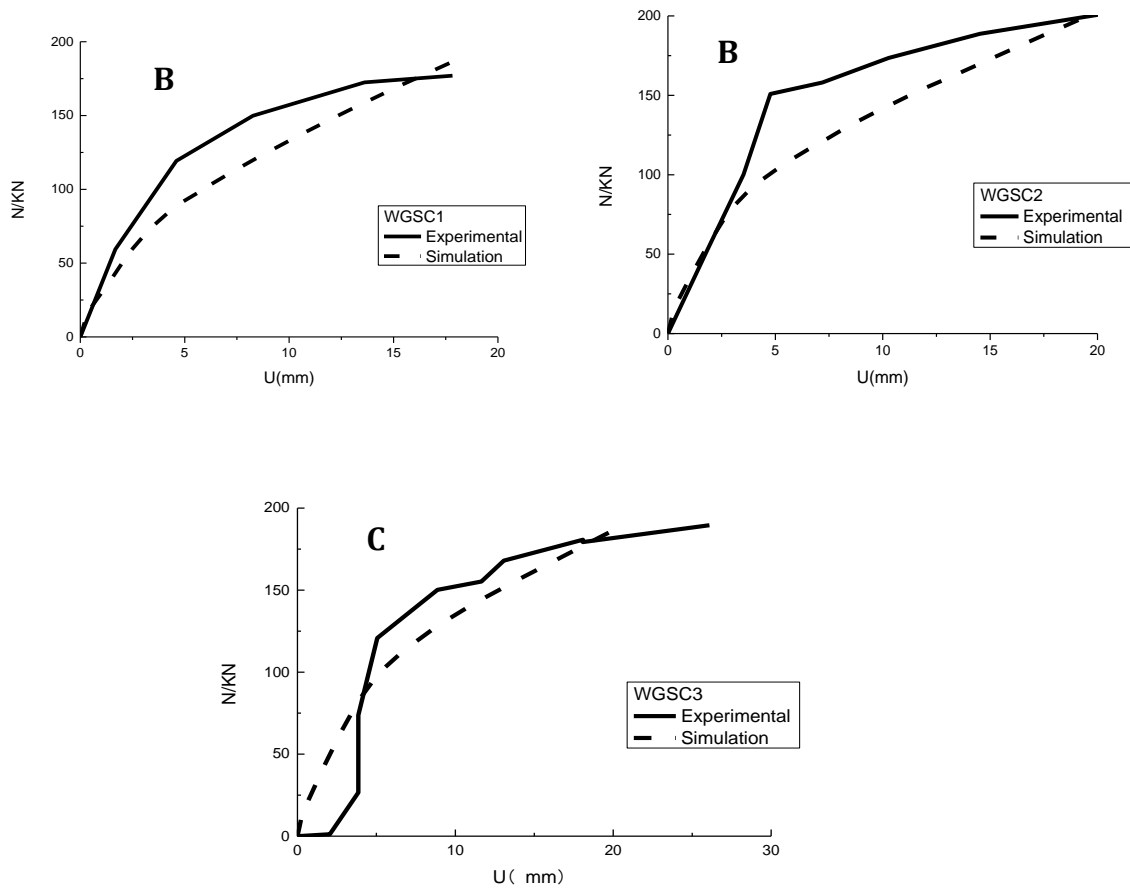 B
200
150
100
50
0
N/KN
0 5 10 15 20
U(mm)
WGSC1
Experimental
Simulation
B
200
150
100
50
0
N/KN
0 5 10 15 20
U(mm)
WGSC2
Experimental
Simulation
C
200
150
100
50
0
N/KN
0 10 20 30
U( mm)
WGSC3
Experimental
Simulation